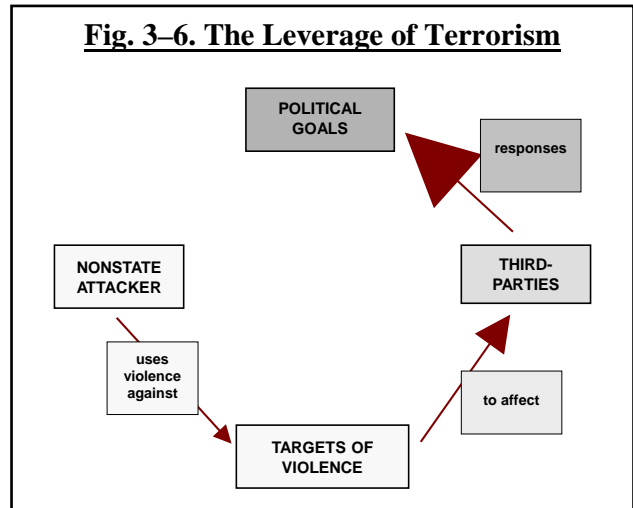 Fig. 3–6. The Leverage of Terrorism
POLITICAL
GOALS
responses
NONSTATE
ATTACKER
THIRD-
PARTIES
uses
violence
against
to affect
TARGETS OF
VIOLENCE